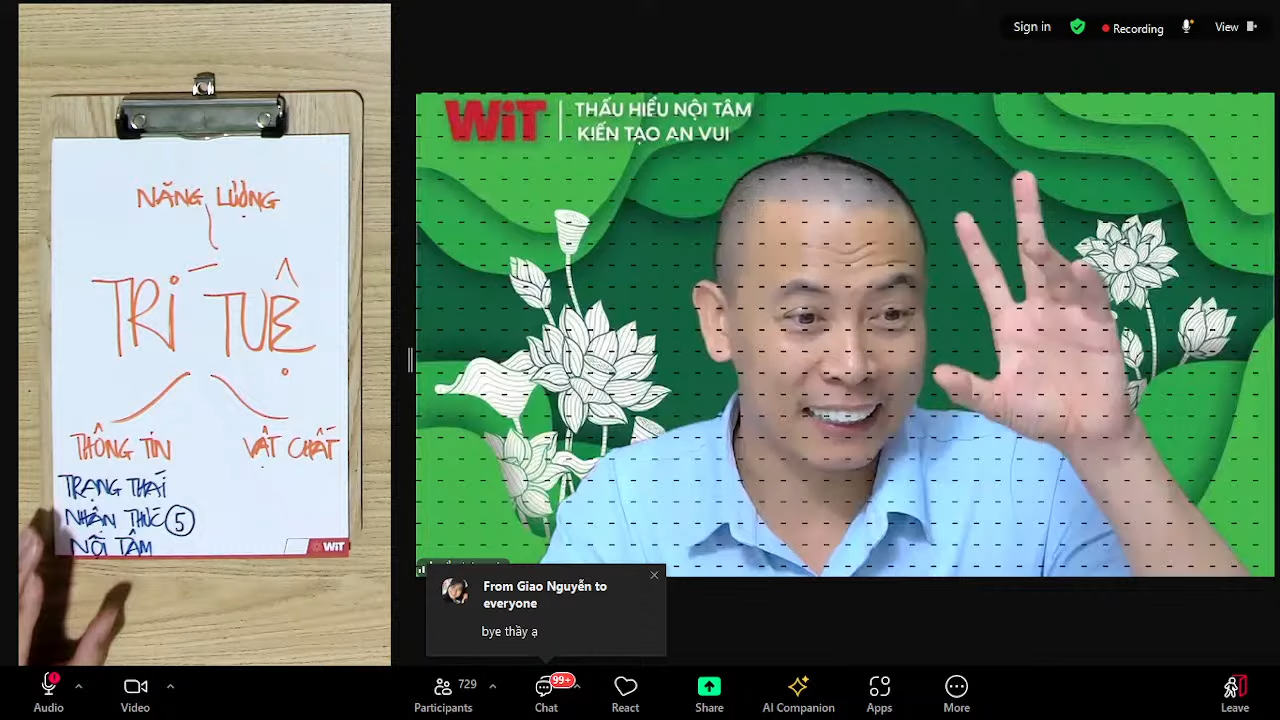 Sign in
Recording
View
WiT
THẤU HIỂU NỘI TÂM
KIẾN TẠO AN VUI
NĂNG LƯỢNG
TRÍ TUỆ
THÔNG TIN
VẬT CHẤT
TRẠNG THÁI
NHẬN THỨC 5
NỘI TÂM
WiT
From Giao Nguyễn to
everyone
bye thầy ạ
729
99+
Audio
Video
Participants
Chat
React
Share
AI Companion
Apps
More
Leave